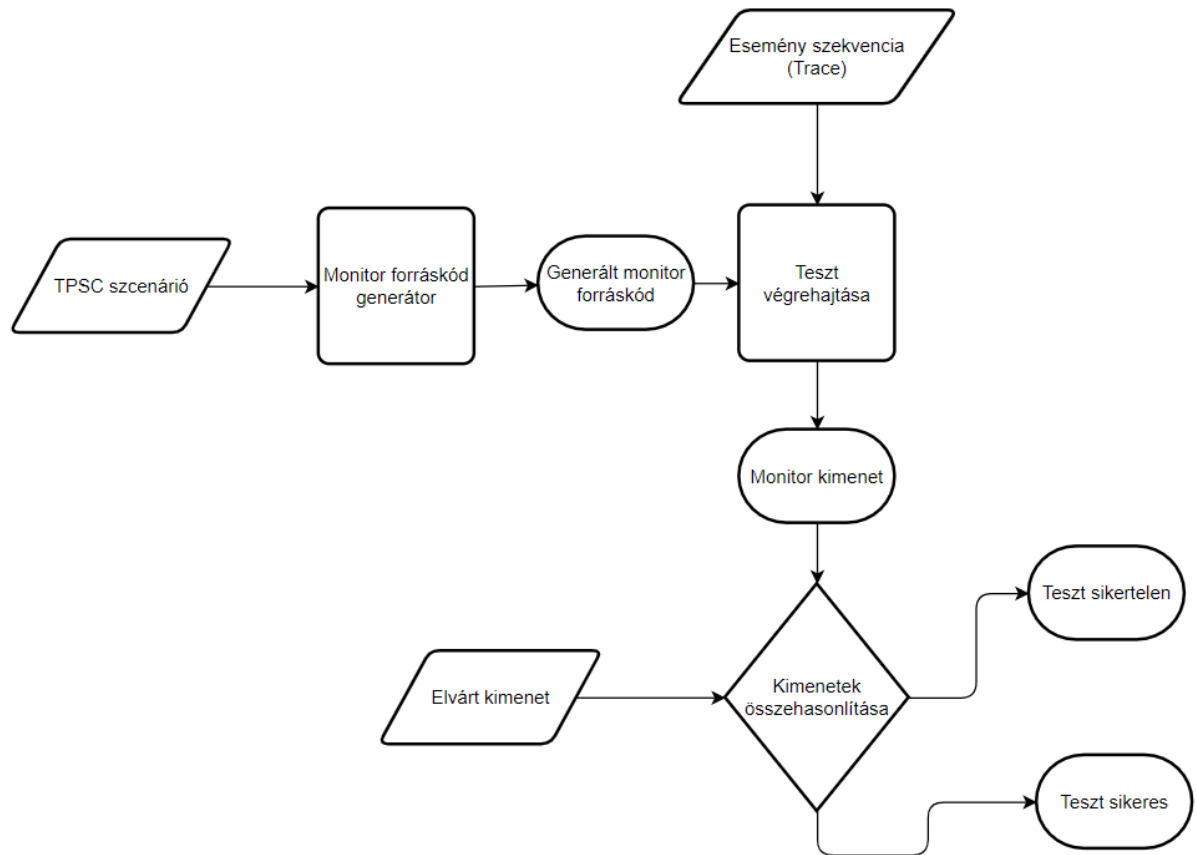 Esemény szekvencia
(Trace)
TPSC szcenárió
Monitor forráskód
generátor
Generált monitor
forráskód
Teszt
végrehajtása
Monitor kimenet
Teszt sikertelen
Elvárt kimenet
Kimenetek
összehasonlítása
Teszt sikeres